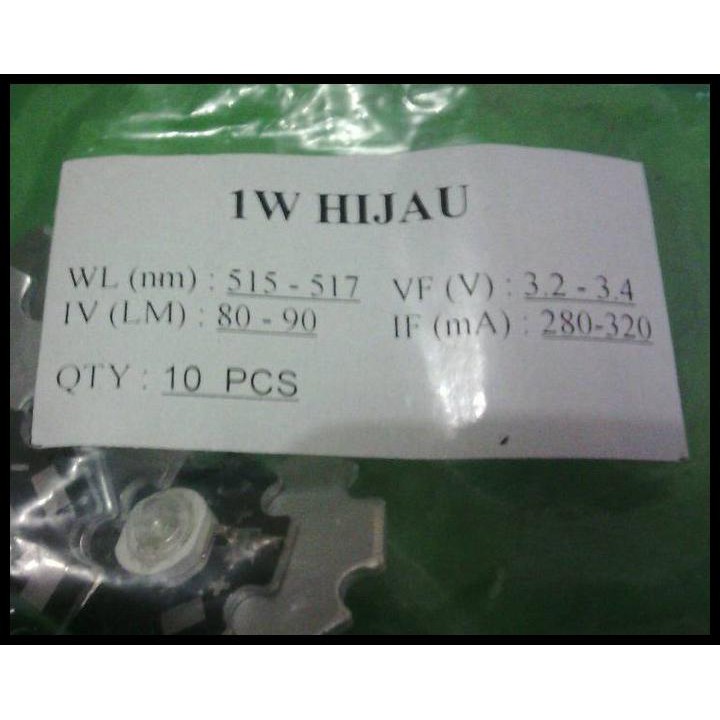 1W HIJAU
WL (nm) : 515 - 517 VF (V) : 3.2 - 3.4
IV (LM) : 80 - 90 IF (mA) : 280-320
QTY : 10 PCS